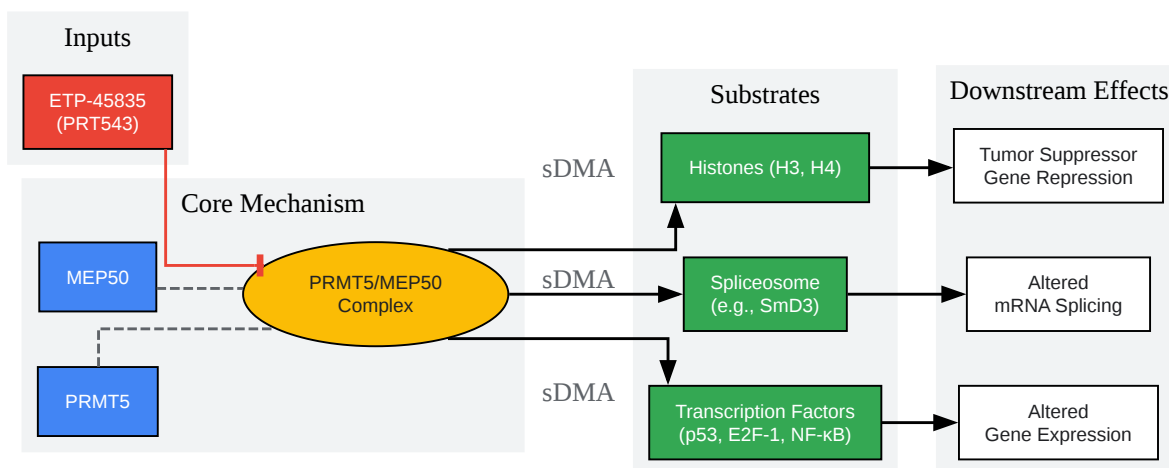 Inputs
ETP-45835
(PRT543)
Core Mechanism
MEP50
PRMT5
PRMT5/MEP50
Complex
sDMA
sDMA
sDMA
Substrates
Histones (H3, H4)
Spliceosome
(e.g., SmD3)
Transcription Factors
(p53, E2F-1, NF-κB)
Downstream Effects
Tumor Suppressor
Gene Repression
Altered
mRNA Splicing
Altered
Gene Expression